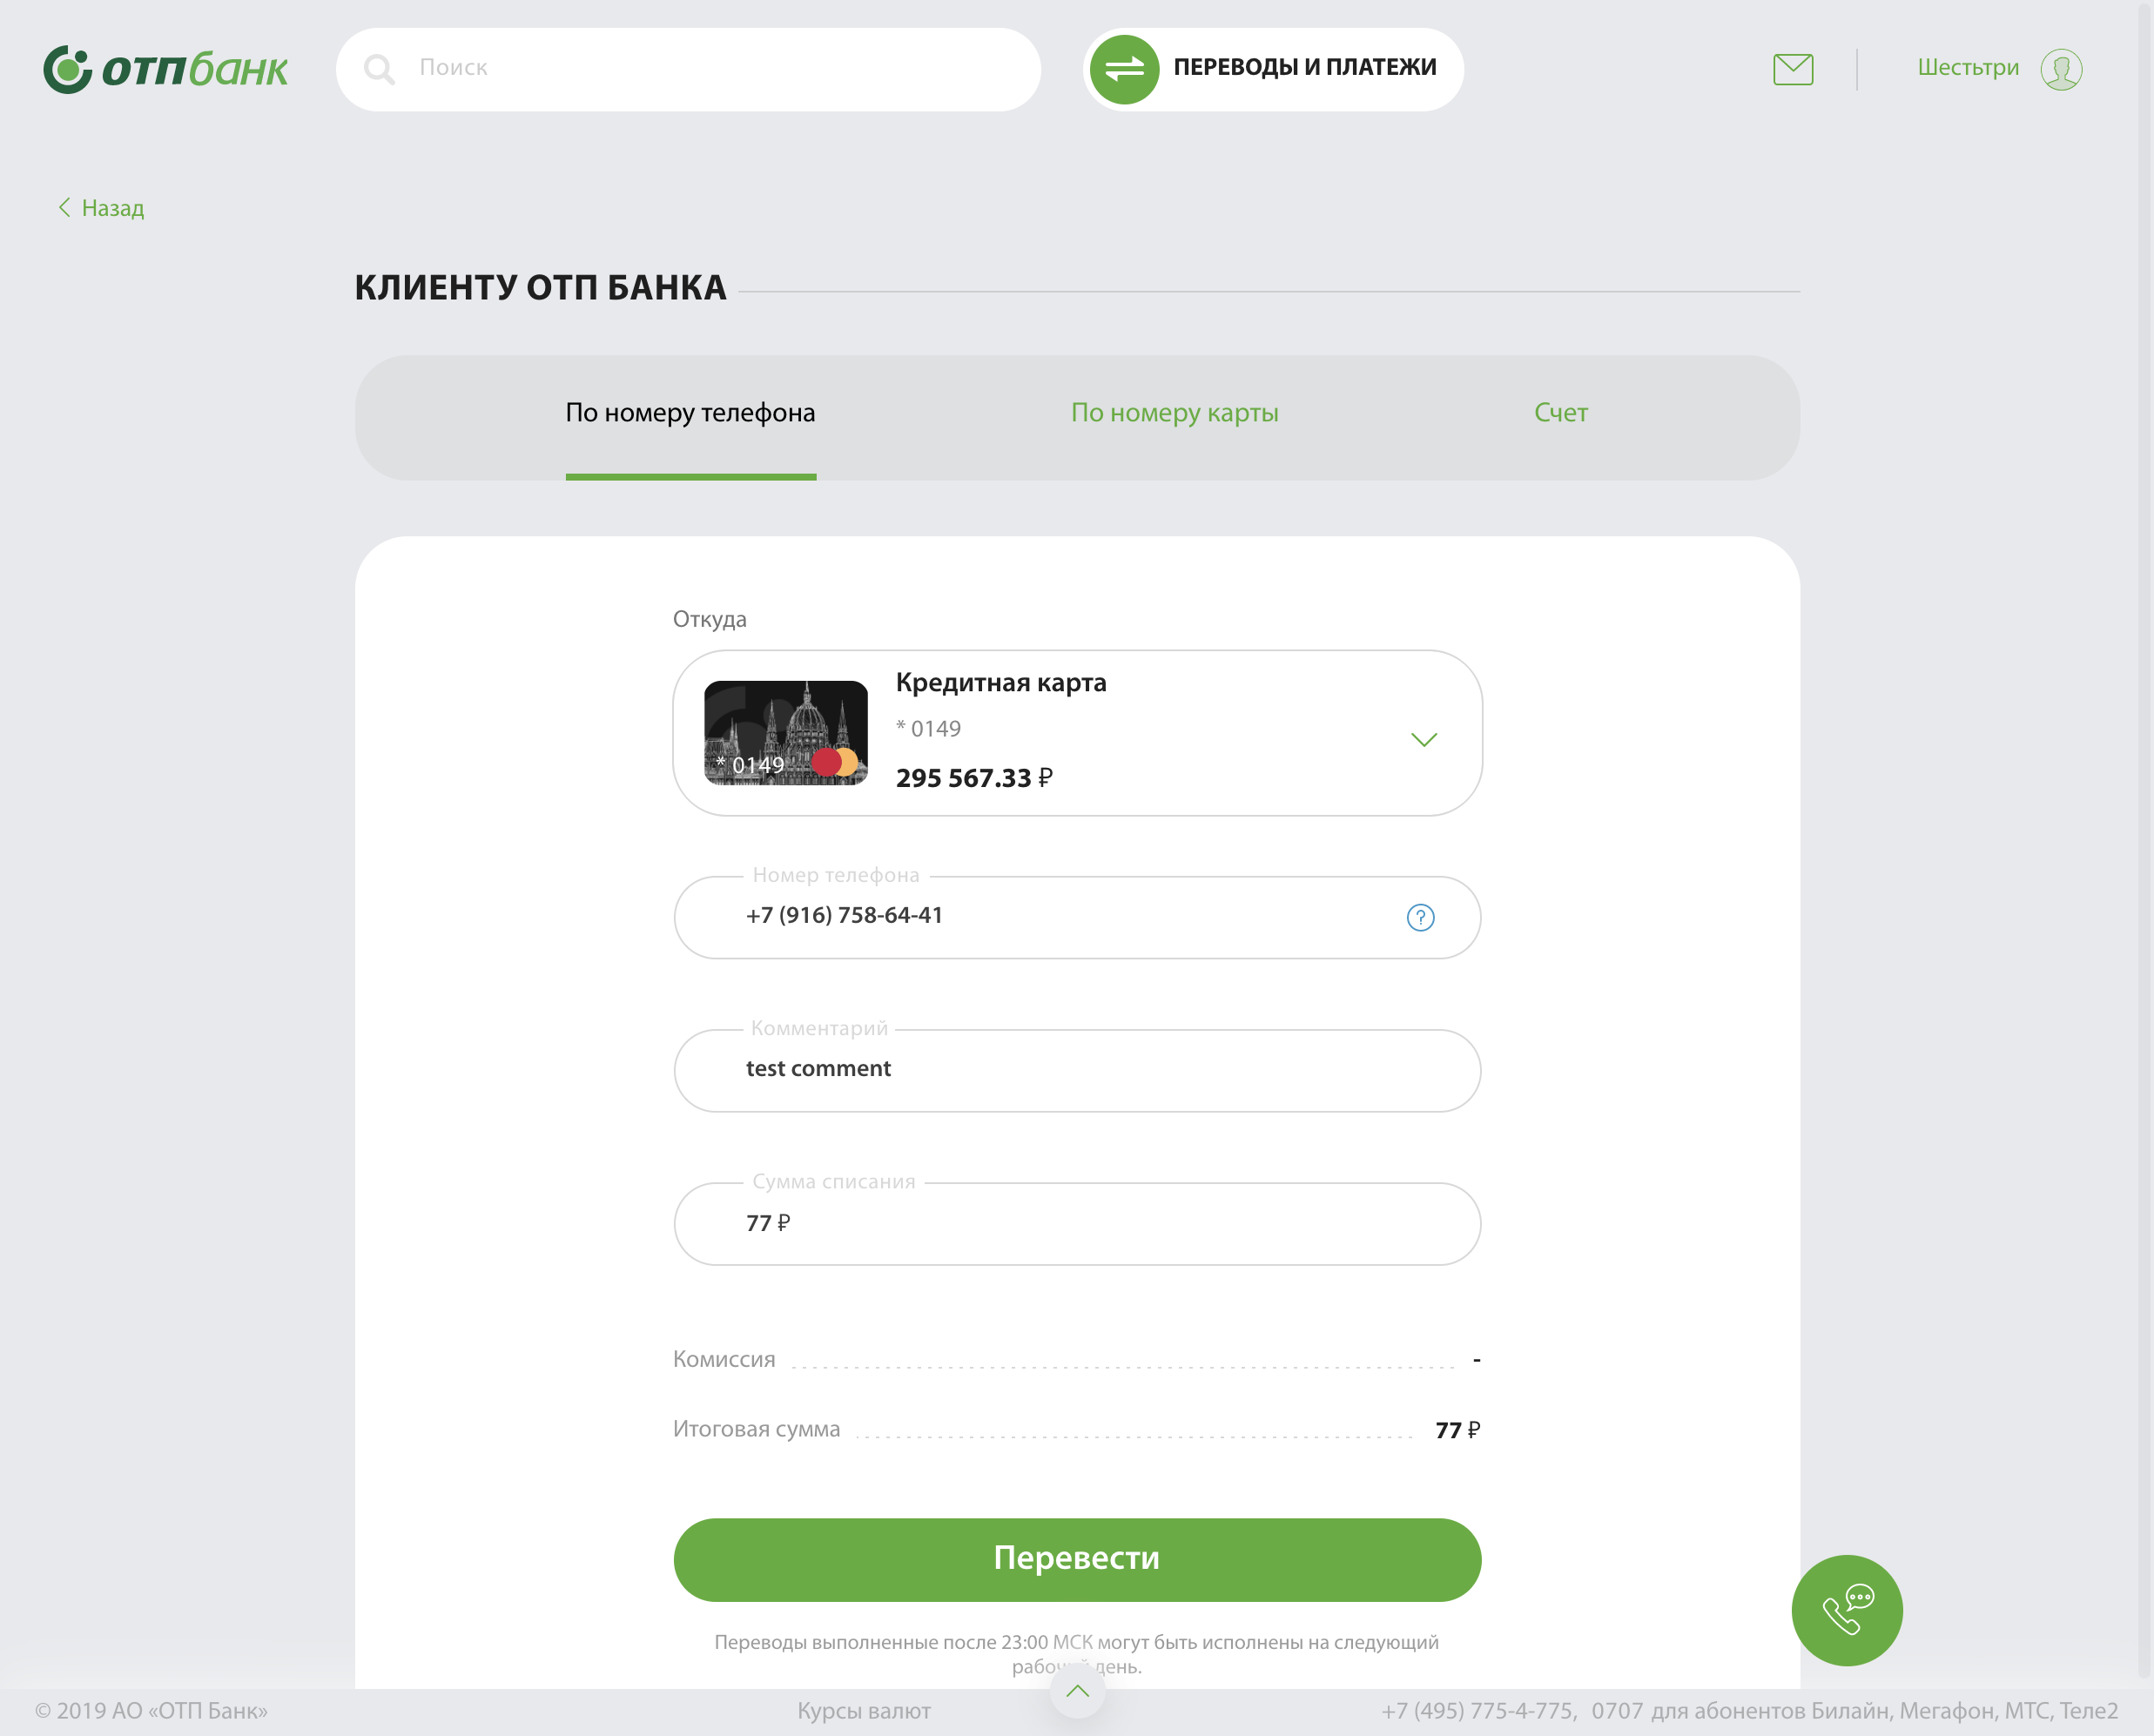 отпбанк
Поиск
ПЕРЕВОДЫ И ПЛАТЕЖИ
Шестьтри
Назад
КЛИЕНТУ ОТП БАНКА
По номеру телефона
По номеру карты
Счет
Откуда
Кредитная карта
* 0149
* 0149
295 567.33 ₽
Номер телефона
+7 (916) 758-64-41
?
Комментарий
test comment
Сумма списания
77 ₽
Комиссия -
Итоговая сумма 77 ₽
Перевести
Переводы выполненные после 23:00 МСК могут быть исполнены на следующий
рабочий день.
© 2019 АО «ОТП Банк»
Курсы валют
+7 (495) 775-4-775, 0707 для абонентов Билайн, Мегафон, МТС, Теле2